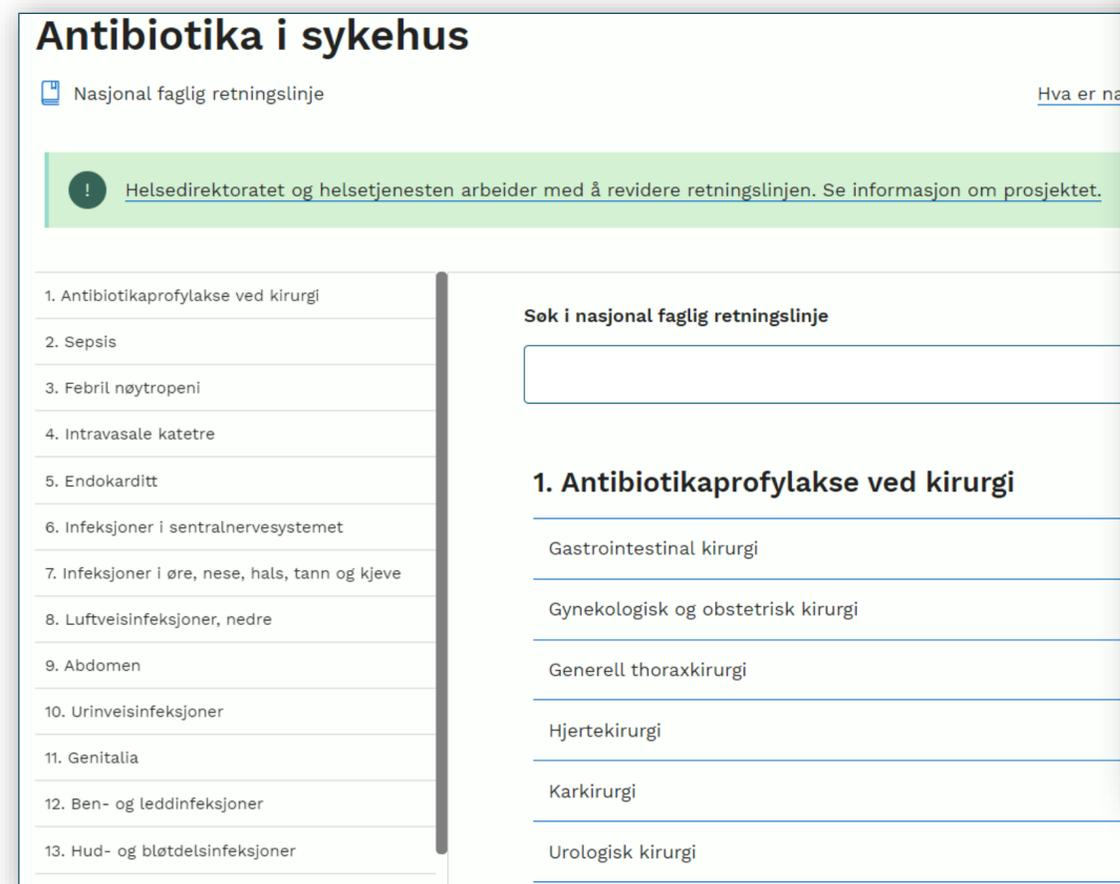 Antibiotika i sykehus
Nasjonal faglig retningslinje
Hva er na
! Helsedirektoratet og helsetjenesten arbeider med å revidere retningslinjen. Se informasjon om prosjektet.
1. Antibiotikaprofylakse ved kirurgi
2. Sepsis
3. Febril nøytropeni
4. Intravasale katetre
5. Endokarditt
6. Infeksjoner i sentralnervesystemet
7. Infeksjoner i øre, nese, hals, tann og kjeve
8. Luftveisinfeksjoner, nedre
9. Abdomen
10. Urinveisinfeksjoner
11. Genitalia
12. Ben- og leddinfeksjoner
13. Hud- og bløtdelsinfeksjoner
Søk i nasjonal faglig retningslinje
1. Antibiotikaprofylakse ved kirurgi
Gastrointestinal kirurgi
Gynekologisk og obstetrisk kirurgi
Generell thoraxkirurgi
Hjertekirurgi
Karkirurgi
Urologisk kirurgi